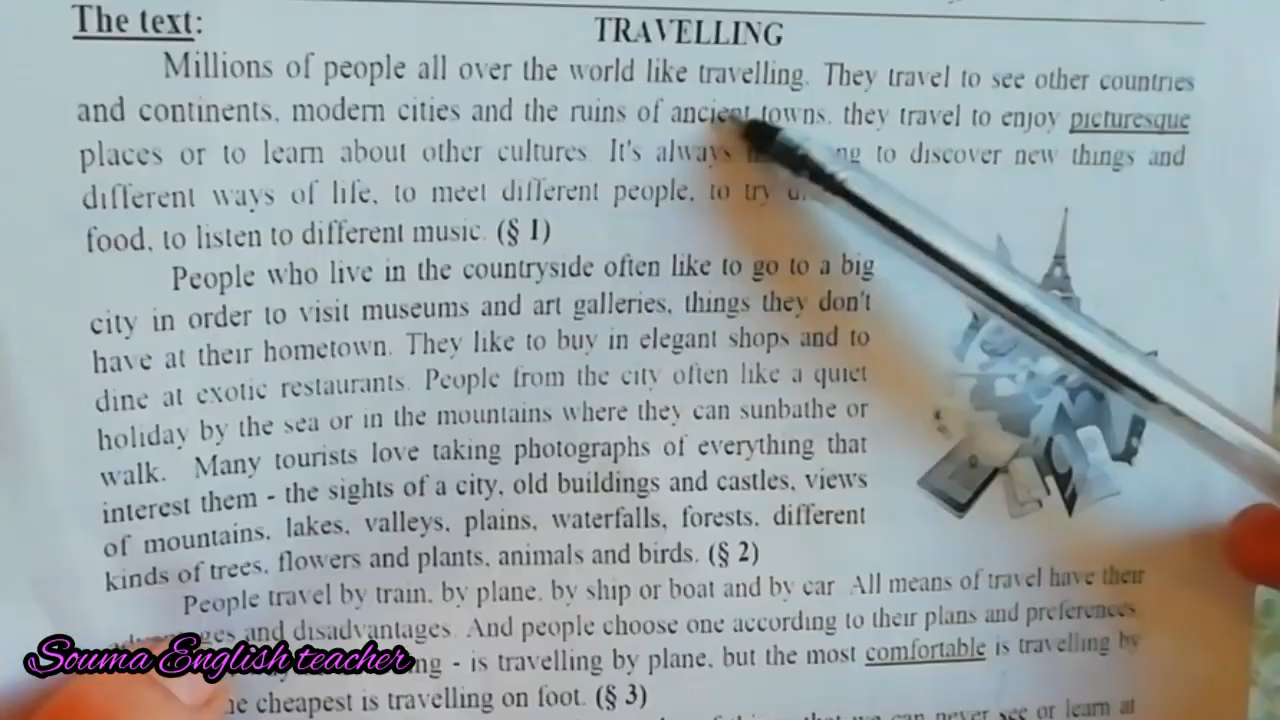 The text:
TRAVELLING
Millions of people all over the world like travelling. They travel to see other countries
and continents, modern cities and the ruins of ancient towns, they travel to enjoy picturesque
places or to learn about other cultures. It's always to discover new things and
different ways of life, to meet different people, to try
food, to listen to different music. (§ 1)
People who live in the countryside often like to go to a big
city in order to visit museums and art galleries, things they don't
have at their hometown. They like to buy in elegant shops and to
dine at exotic restaurants. People from the city often like a quiet
holiday by the sea or in the mountains where they can sunbathe or
walk. Many tourists love taking photographs of everything that
interest them - the sights of a city, old buildings and castles, views
of mountains, lakes, valleys, plains, waterfalls, forests, different
kinds of trees, flowers and plants, animals and birds. (§ 2)
People travel by train, by plane, by ship or boat and by car. All means of travel have their
and disadvantages. And people choose one according to their plans and preferences
- is travelling by plane, but the most comfortable is travelling by
cheapest is travelling on foot. (§ 3)
we can never see or learn at
Souma English teacher